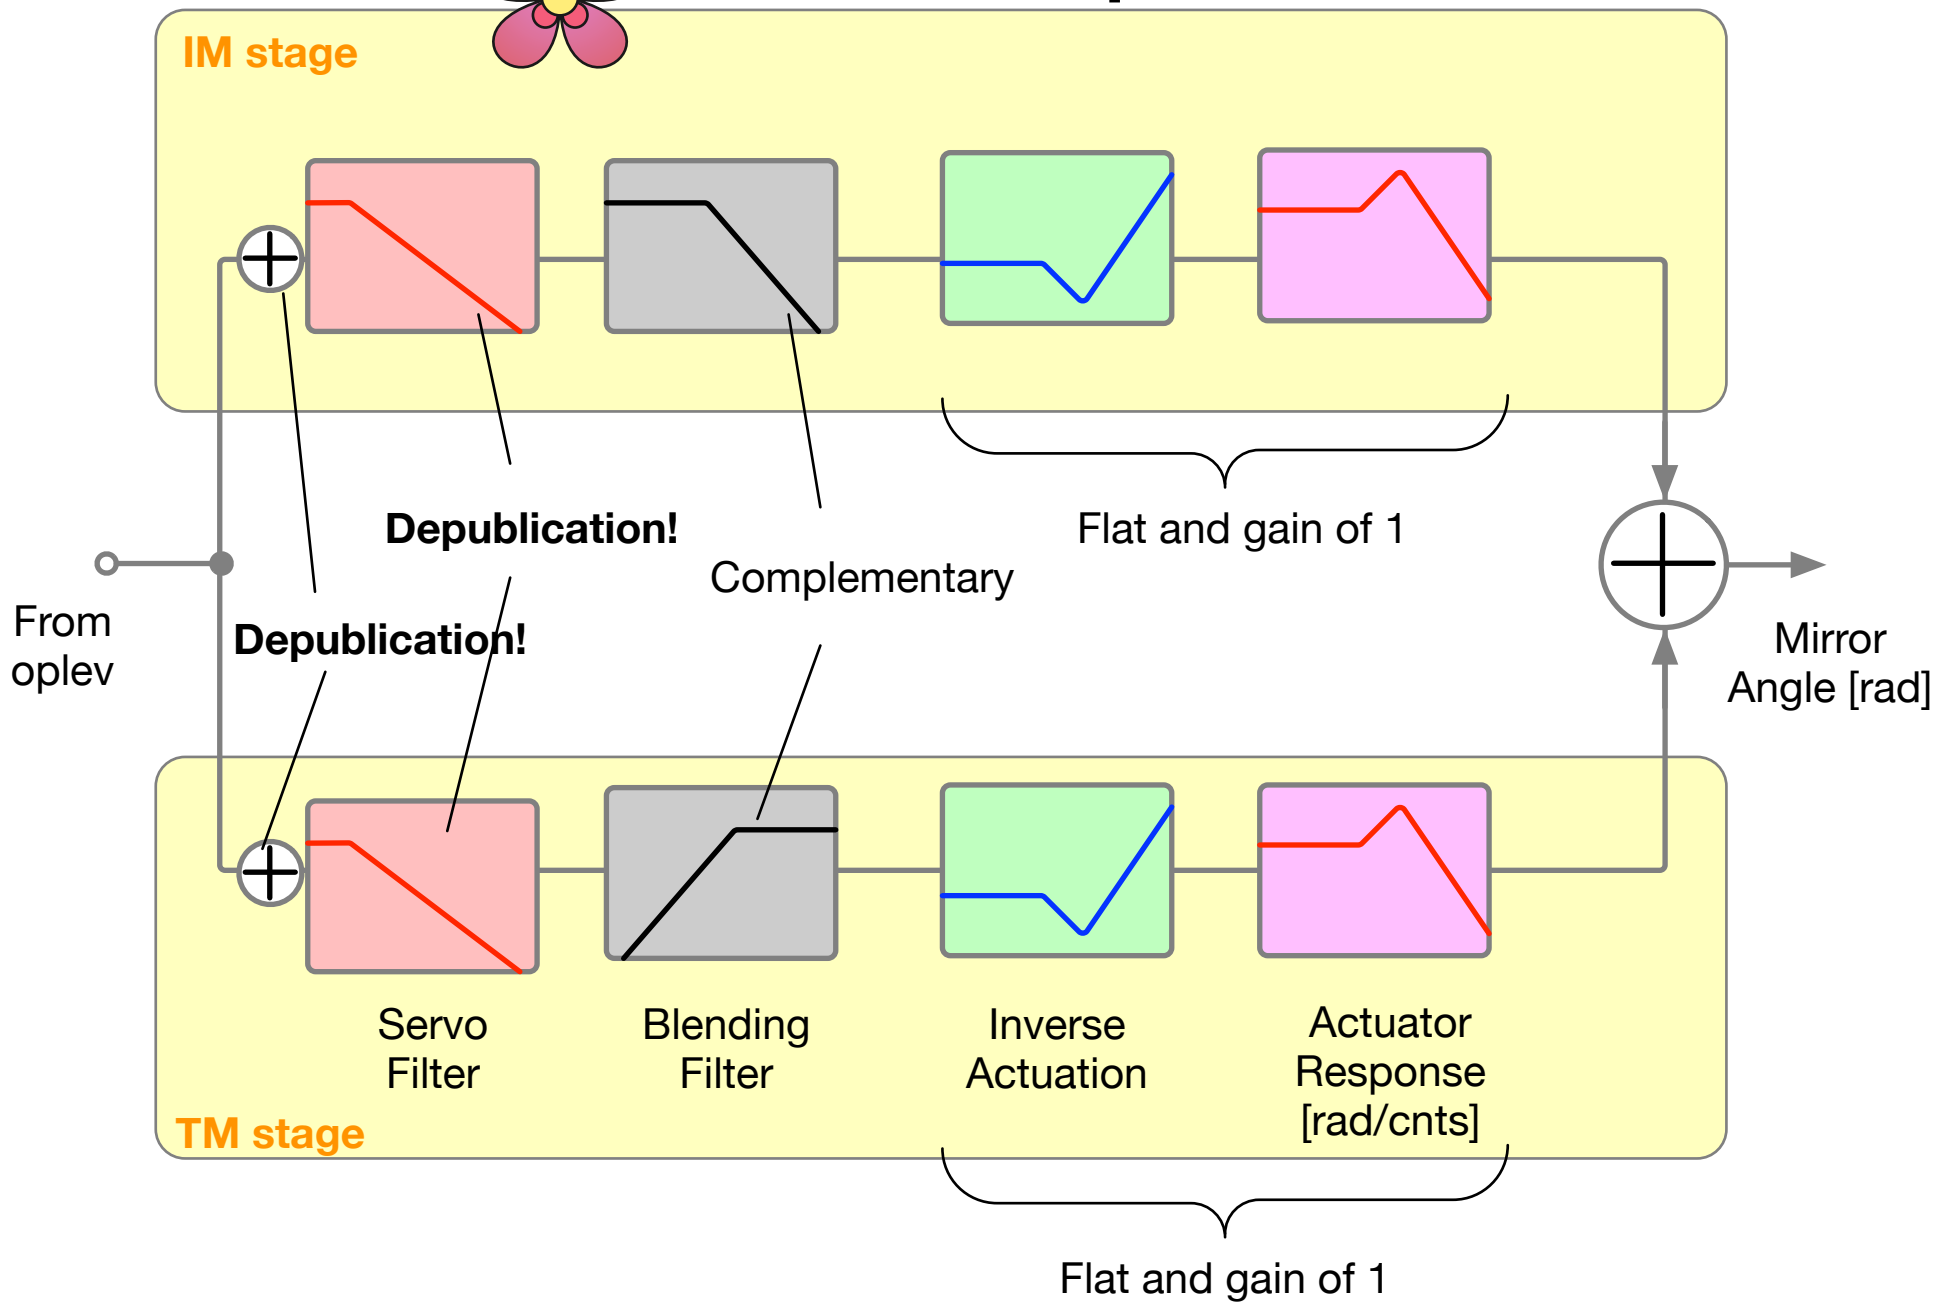 IM stage
Depublication!
Flat and gain of 1
Complementary
From
oplev
Depublication!
Mirror
Angle [rad]
Servo
Filter
Blending
Filter
Inverse
Actuation
Actuator
Response
[rad/cnts]
TM stage
Flat and gain of 1